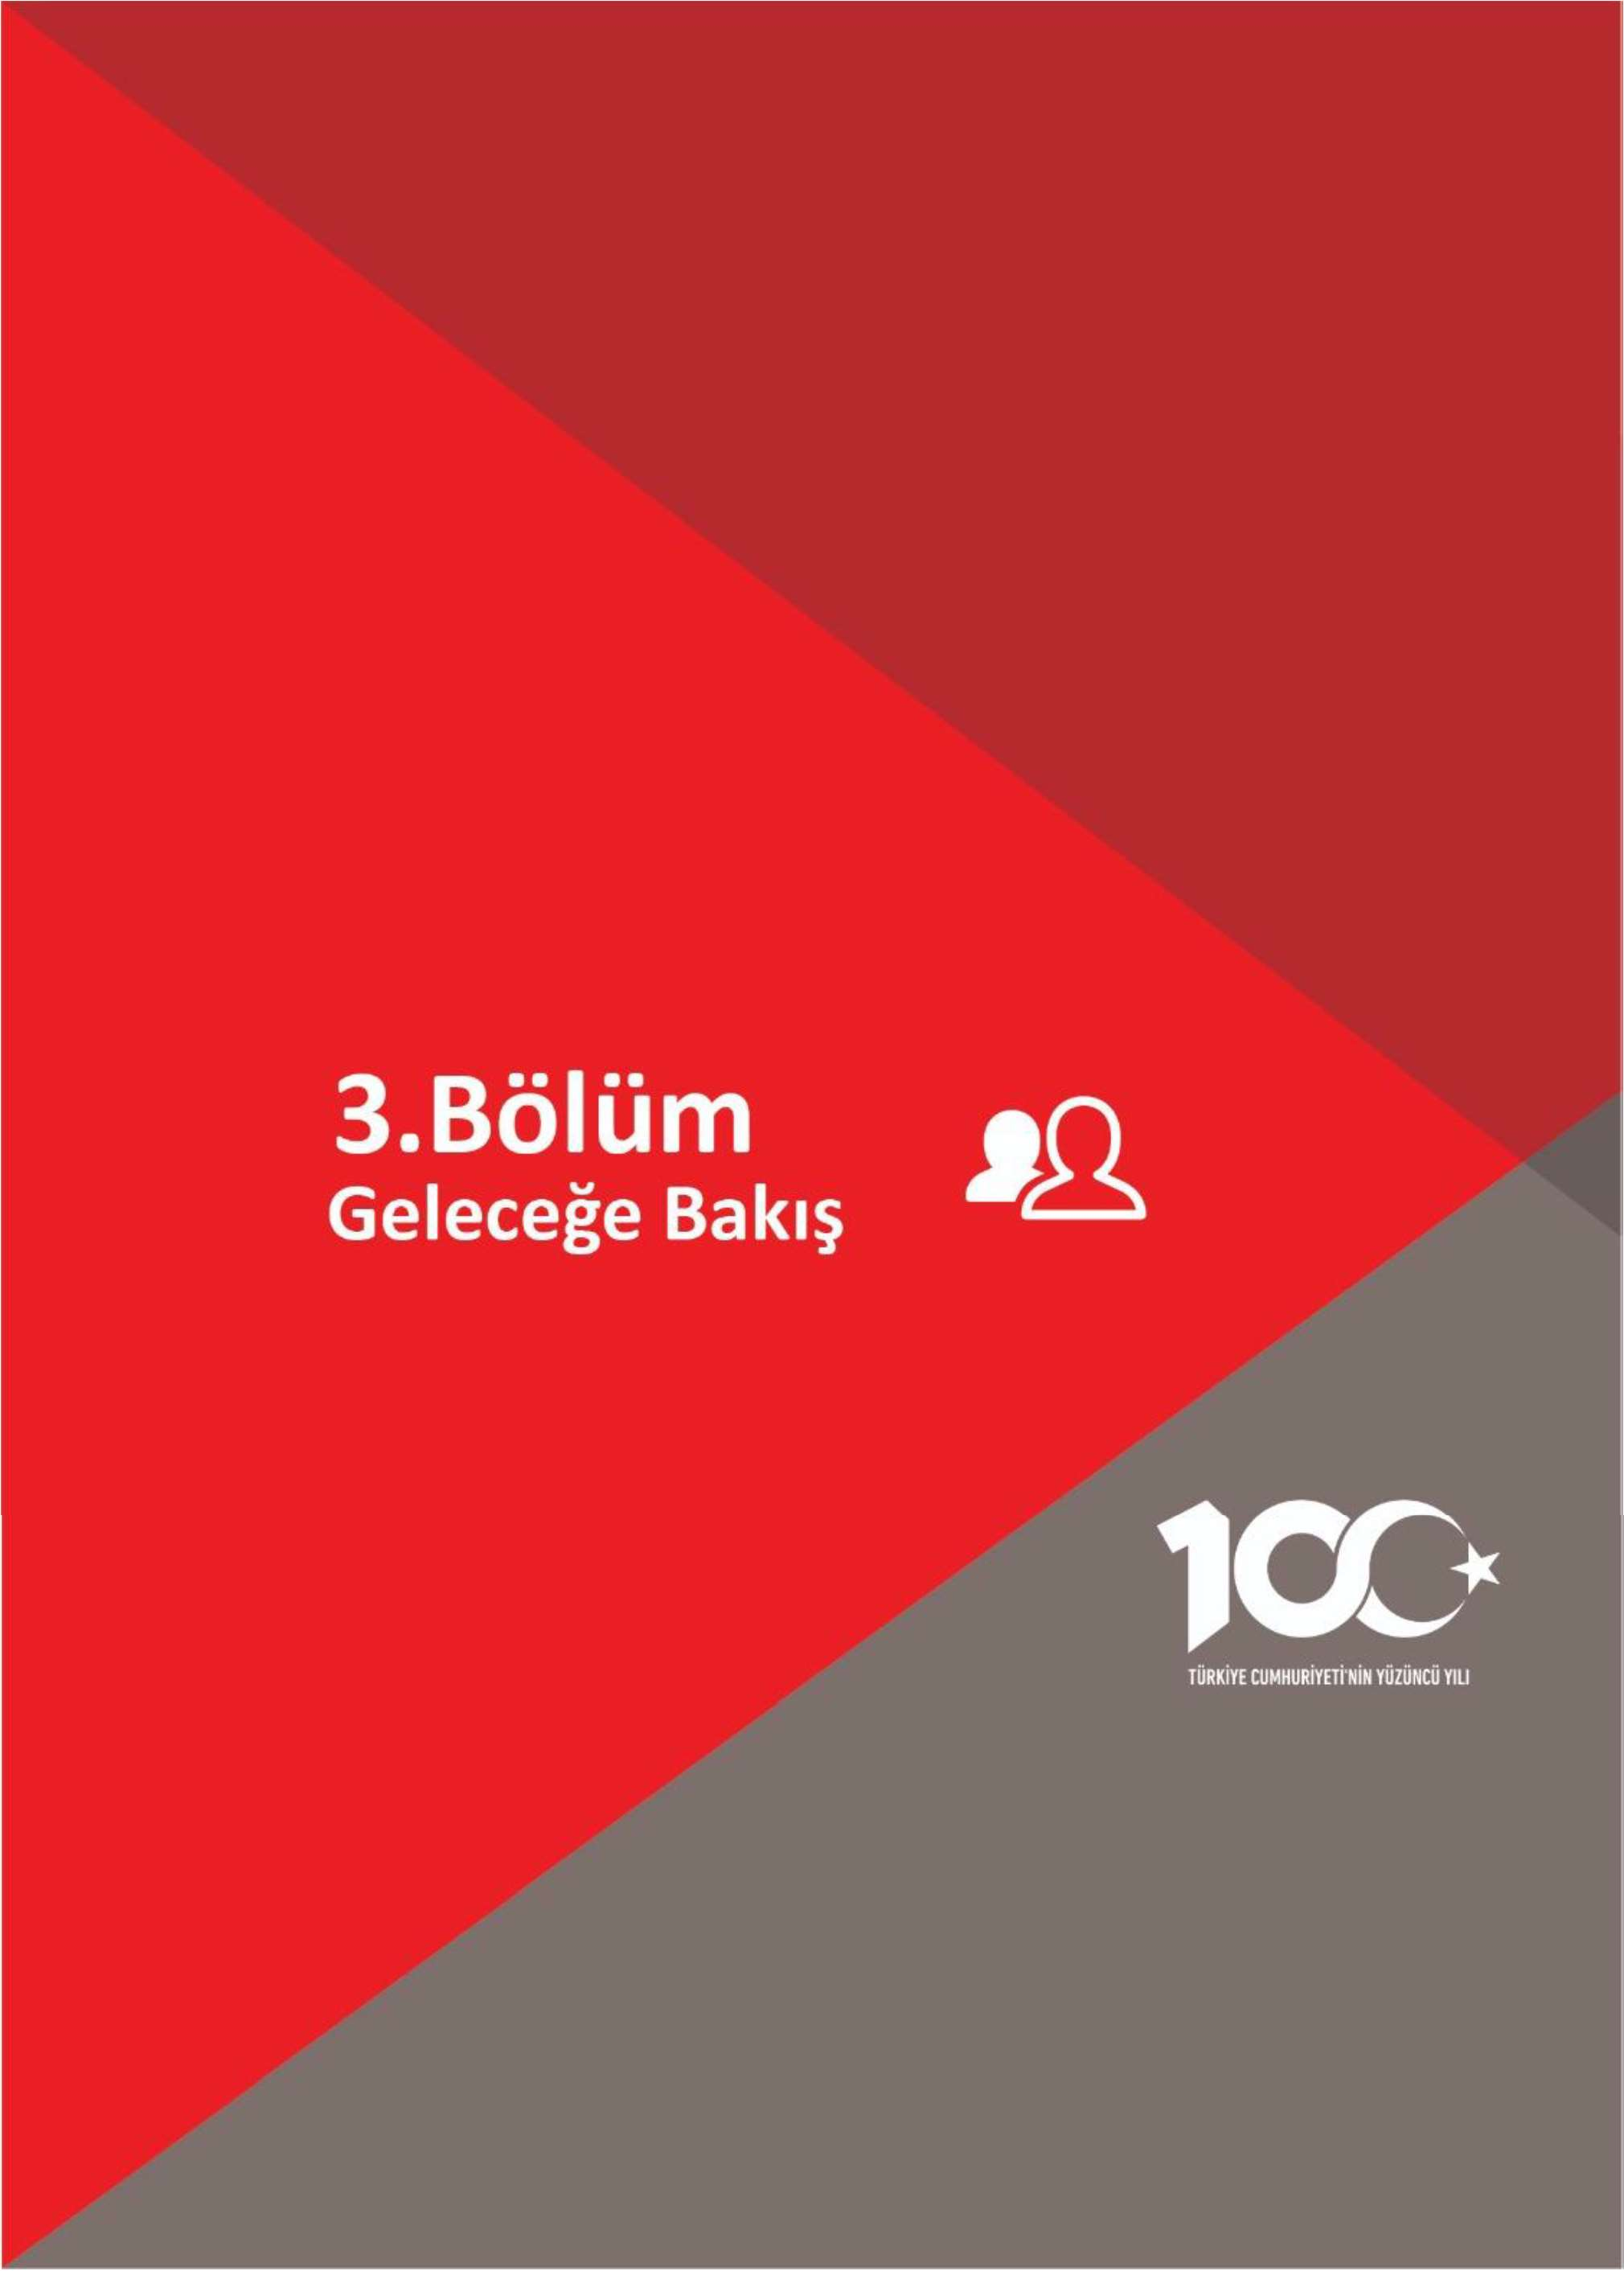 3.Bölüm
Geleceğe Bakış
100
TÜRKİYE CUMHURİYETİ'NİN YÜZÜNCÜ YILI